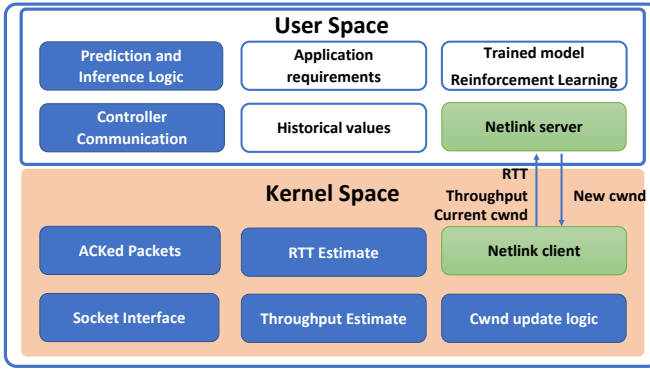 User Space
Prediction and
Inference Logic
Application
requirements
Trained model
Reinforcement Learning
Controller
Communication
Historical values
Netlink server
RTT
Throughput
Current cwnd
New cwnd
Kernel Space
ACKed Packets
RTT Estimate
Netlink client
Socket Interface
Throughput Estimate
Cwnd update logic